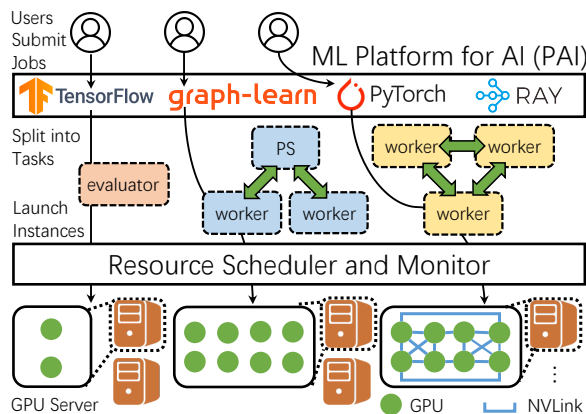 Users
Submit
Jobs
ML Platform for AI (PAI)
TensorFlow
graph-learn
PyTorch
RAY
Split into
Tasks
PS
worker
worker
evaluator
worker
worker
worker
Launch
Instances
Resource Scheduler and Monitor
GPU Server
GPU
NVLink